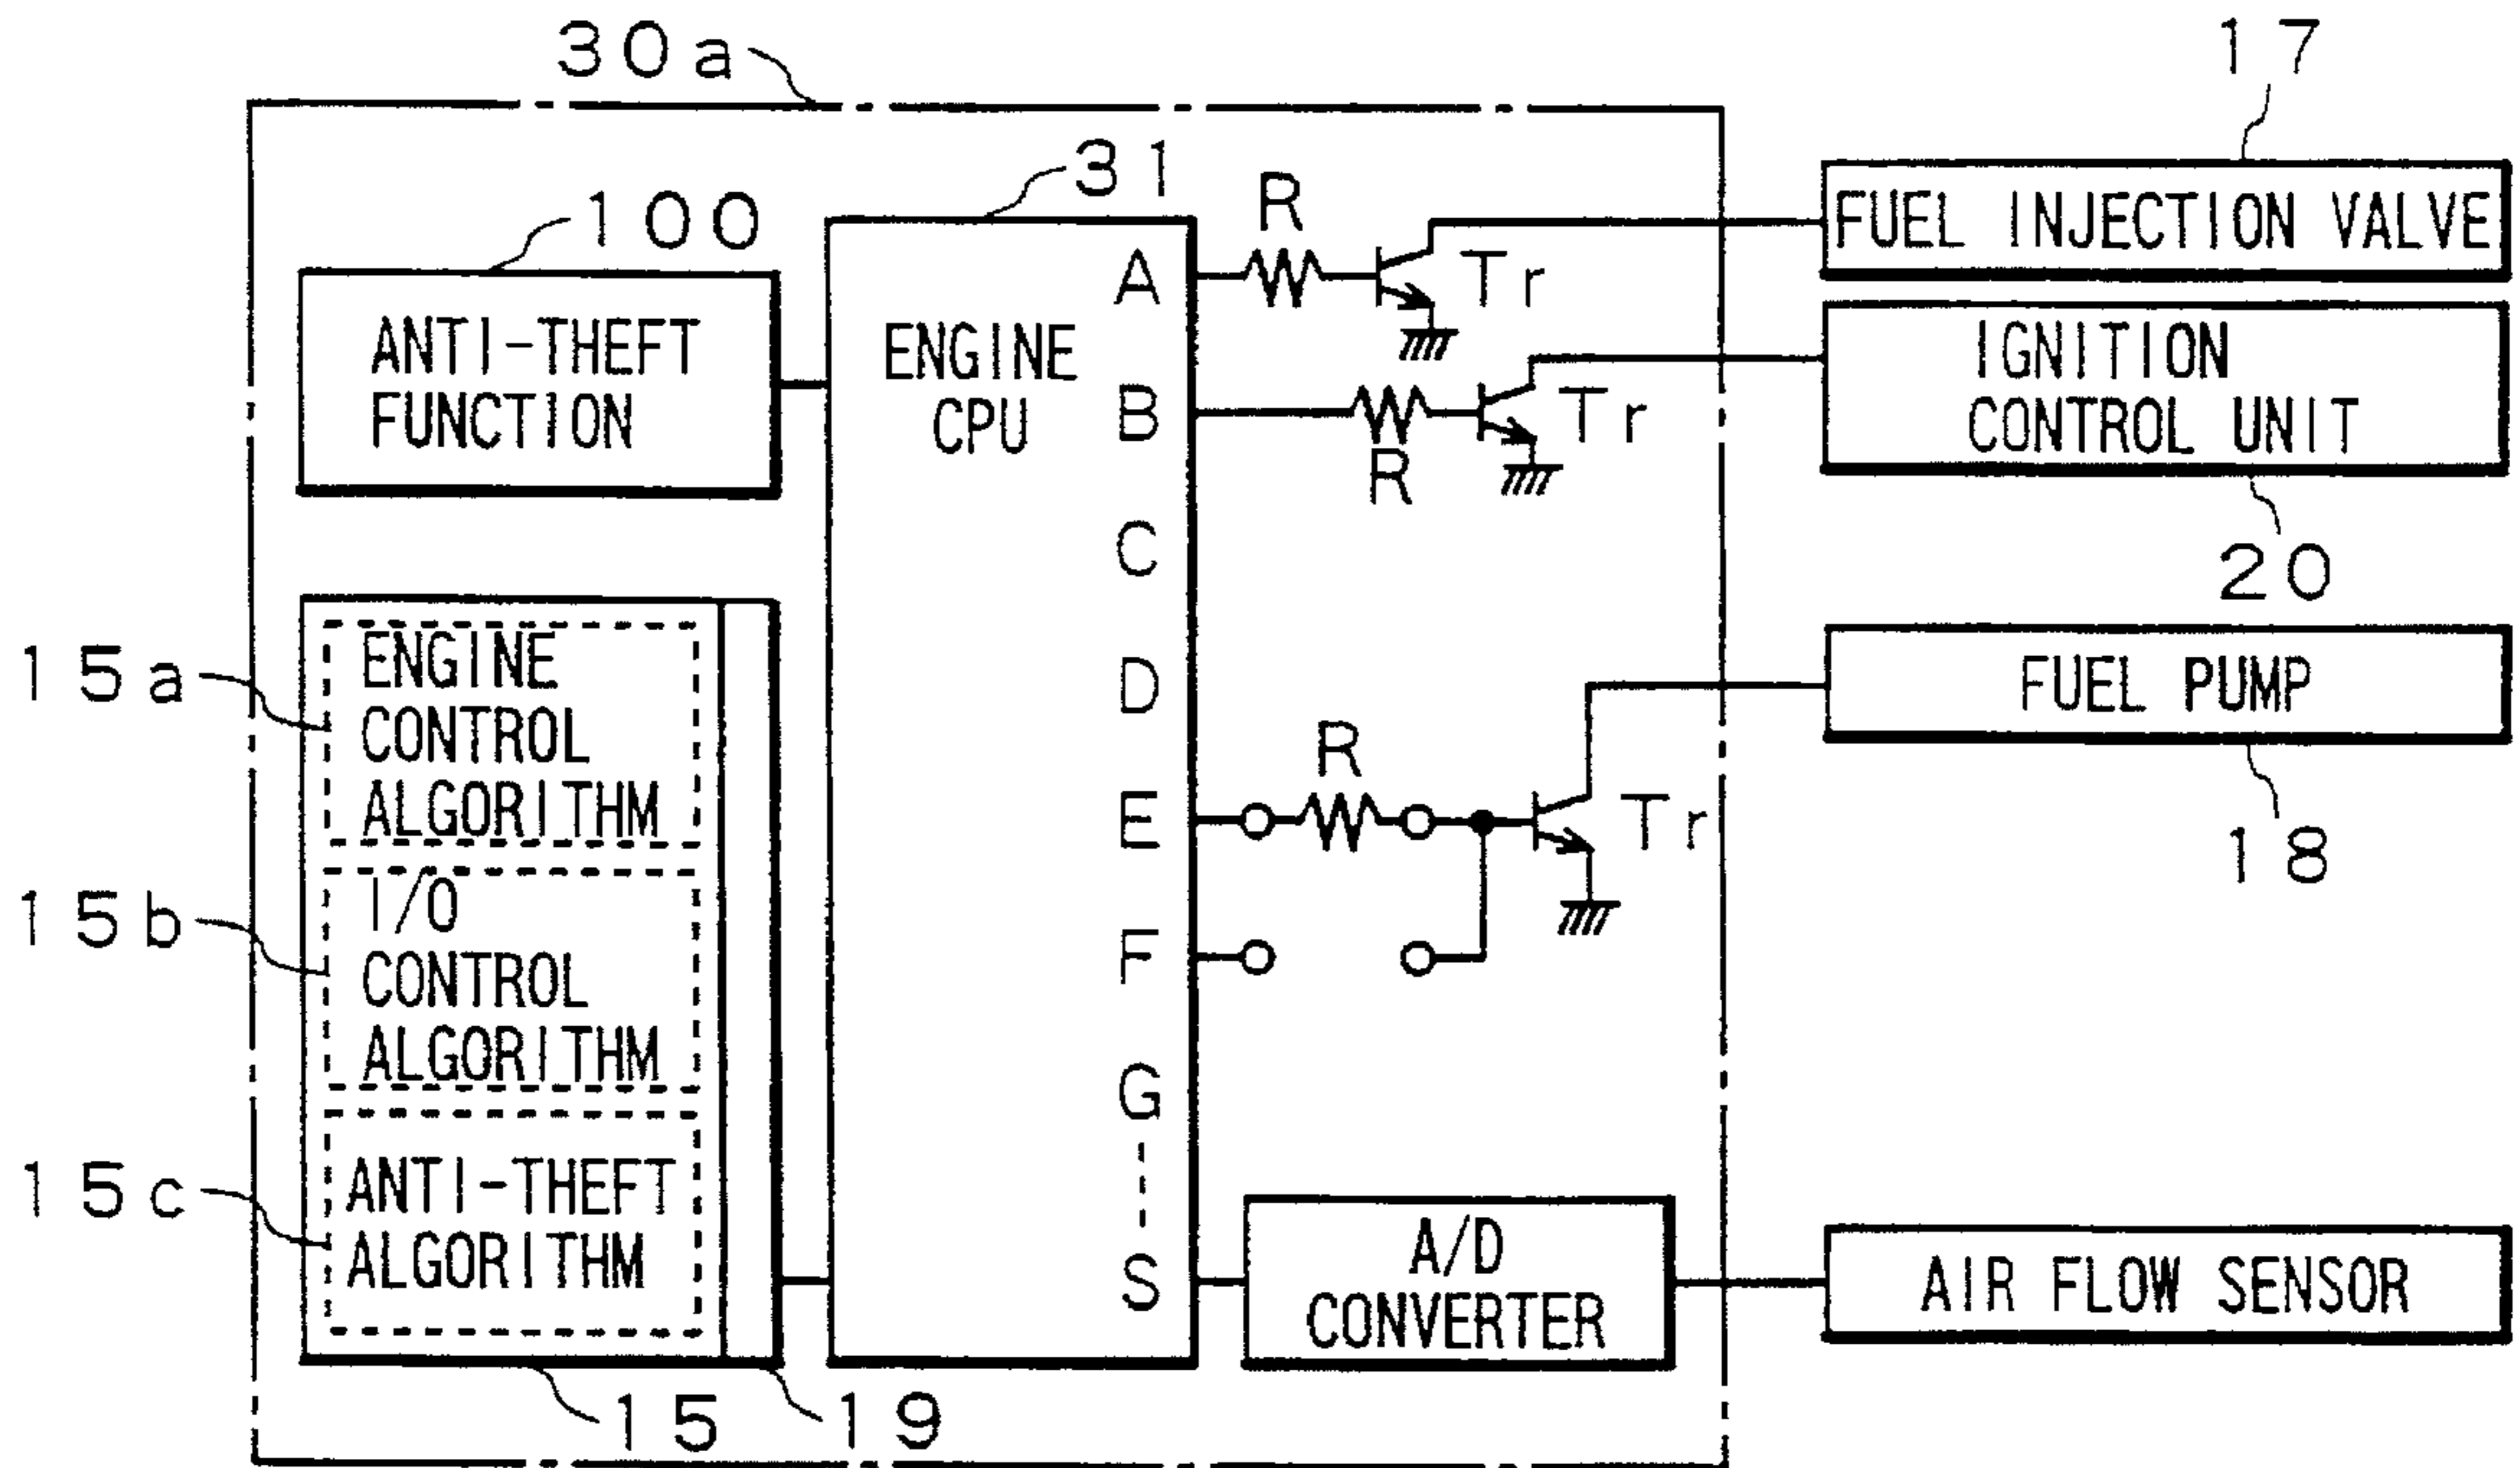 30a
17
100
31
R
FUEL INJECTION VALVE
A
Tr
ANTI-THEFT
FUNCTION
ENGINE
CPU
IGNITION
CONTROL UNIT
B
Tr
R
C
20
15a
ENGINE
CONTROL
ALGORITHM
D
FUEL PUMP
R
E
Tr
18
15b
I/O
CONTROL
ALGORITHM
F
G
15c
ANTI-THEFT
ALGORITHM
S
A/D
CONVERTER
AIR FLOW SENSOR
15
19